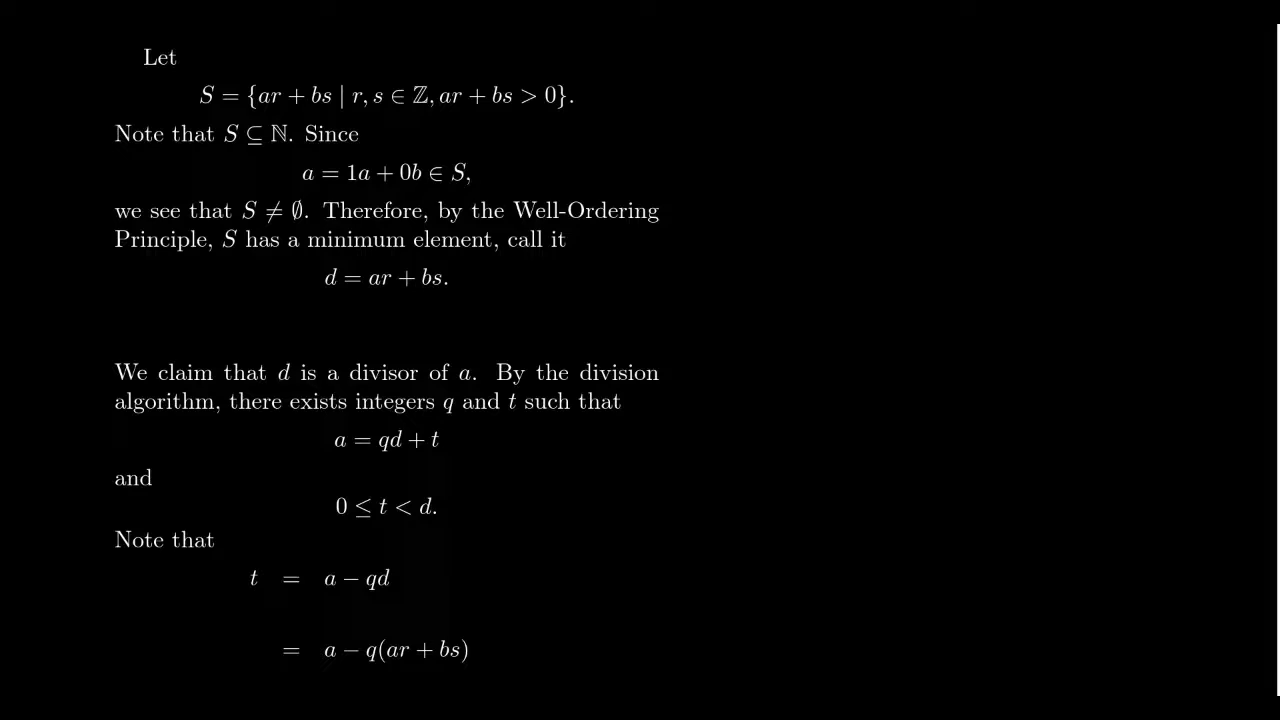 Let
S = {ar + bs | r, s ∈ ℤ, ar + bs > 0}.
Note that S ⊆ ℕ. Since
a = 1a + 0b ∈ S,
we see that S ≠ ∅. Therefore, by the Well-Ordering
Principle, S has a minimum element, call it
d = ar + bs.
We claim that d is a divisor of a. By the division
algorithm, there exists integers q and t such that
a = qd + t
and
0 ≤ t < d.
Note that
t = a − qd
= a − q(ar + bs)